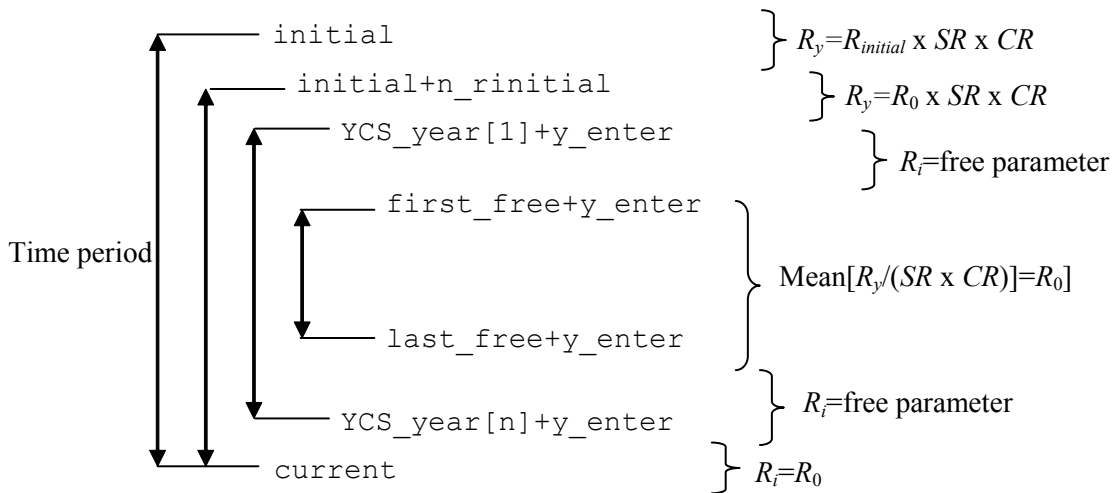 initial
R_y=R_initial x SR x CR
initial+n_rinitial
R_y=R_0 x SR x CR
YCS_year[1]+y_enter
R_i=free parameter
first_free+y_enter
Time period
Mean[R_y/(SR x CR)]=R_0]
last_free+y_enter
R_i=free parameter
YCS_year[n]+y_enter
current
R_i=R_0